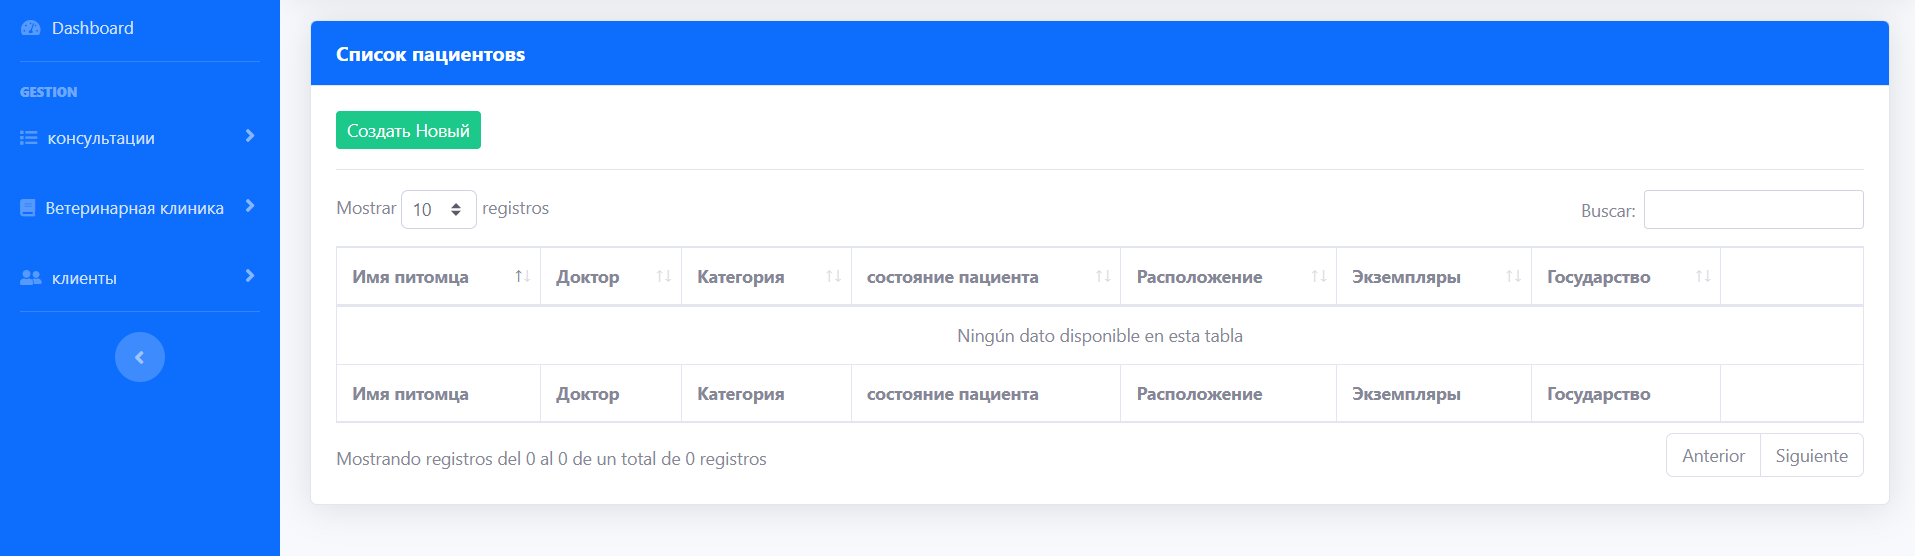 Dashboard
GESTION
консультации
Ветеринарная клиника
клиенты
Список пациентовs
Создать Новый
Mostrar 10 registros
Buscar:
Имя питомца Доктор Категория состояние пациента Расположение Экземпляры Государство
Ningún dato disponible en esta tabla
Имя питомца Доктор Категория состояние пациента Расположение Экземпляры Государство
Mostrando registros del 0 al 0 de un total de 0 registros
Anterior Siguiente